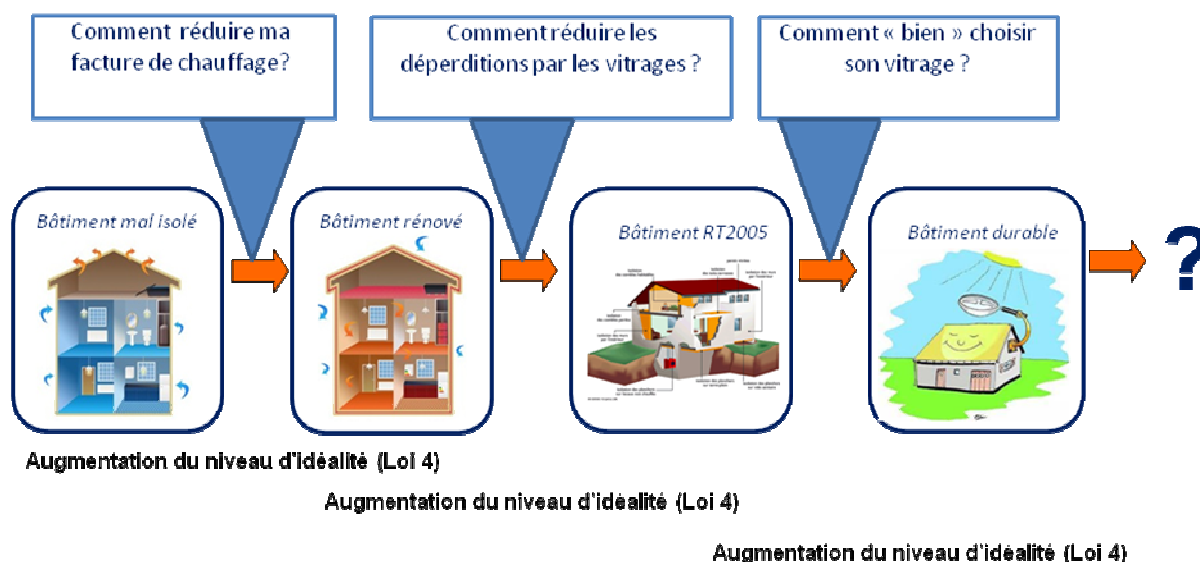 Comment réduire ma
facture de chauffage?
Comment réduire les
déperditions par les vitrages ?
Comment « bien » choisir
son vitrage ?
Bâtiment mal isolé
Bâtiment rénové
Bâtiment RT2005
Bâtiment durable
?
Augmentation du niveau d'idéalité (Loi 4)
Augmentation du niveau d'idéalité (Loi 4)
Augmentation du niveau d'idéalité (Loi 4)